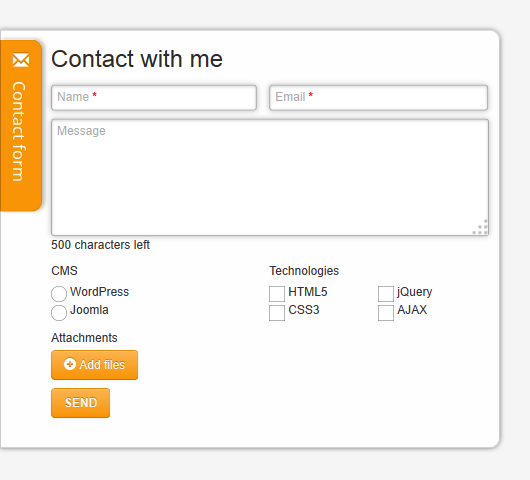 Contact form
Contact with me
Name * Email *
Message
500 characters left
CMS Technologies
WordPress HTML5 jQuery
Joomla CSS3 AJAX
Attachments
Add files
SEND